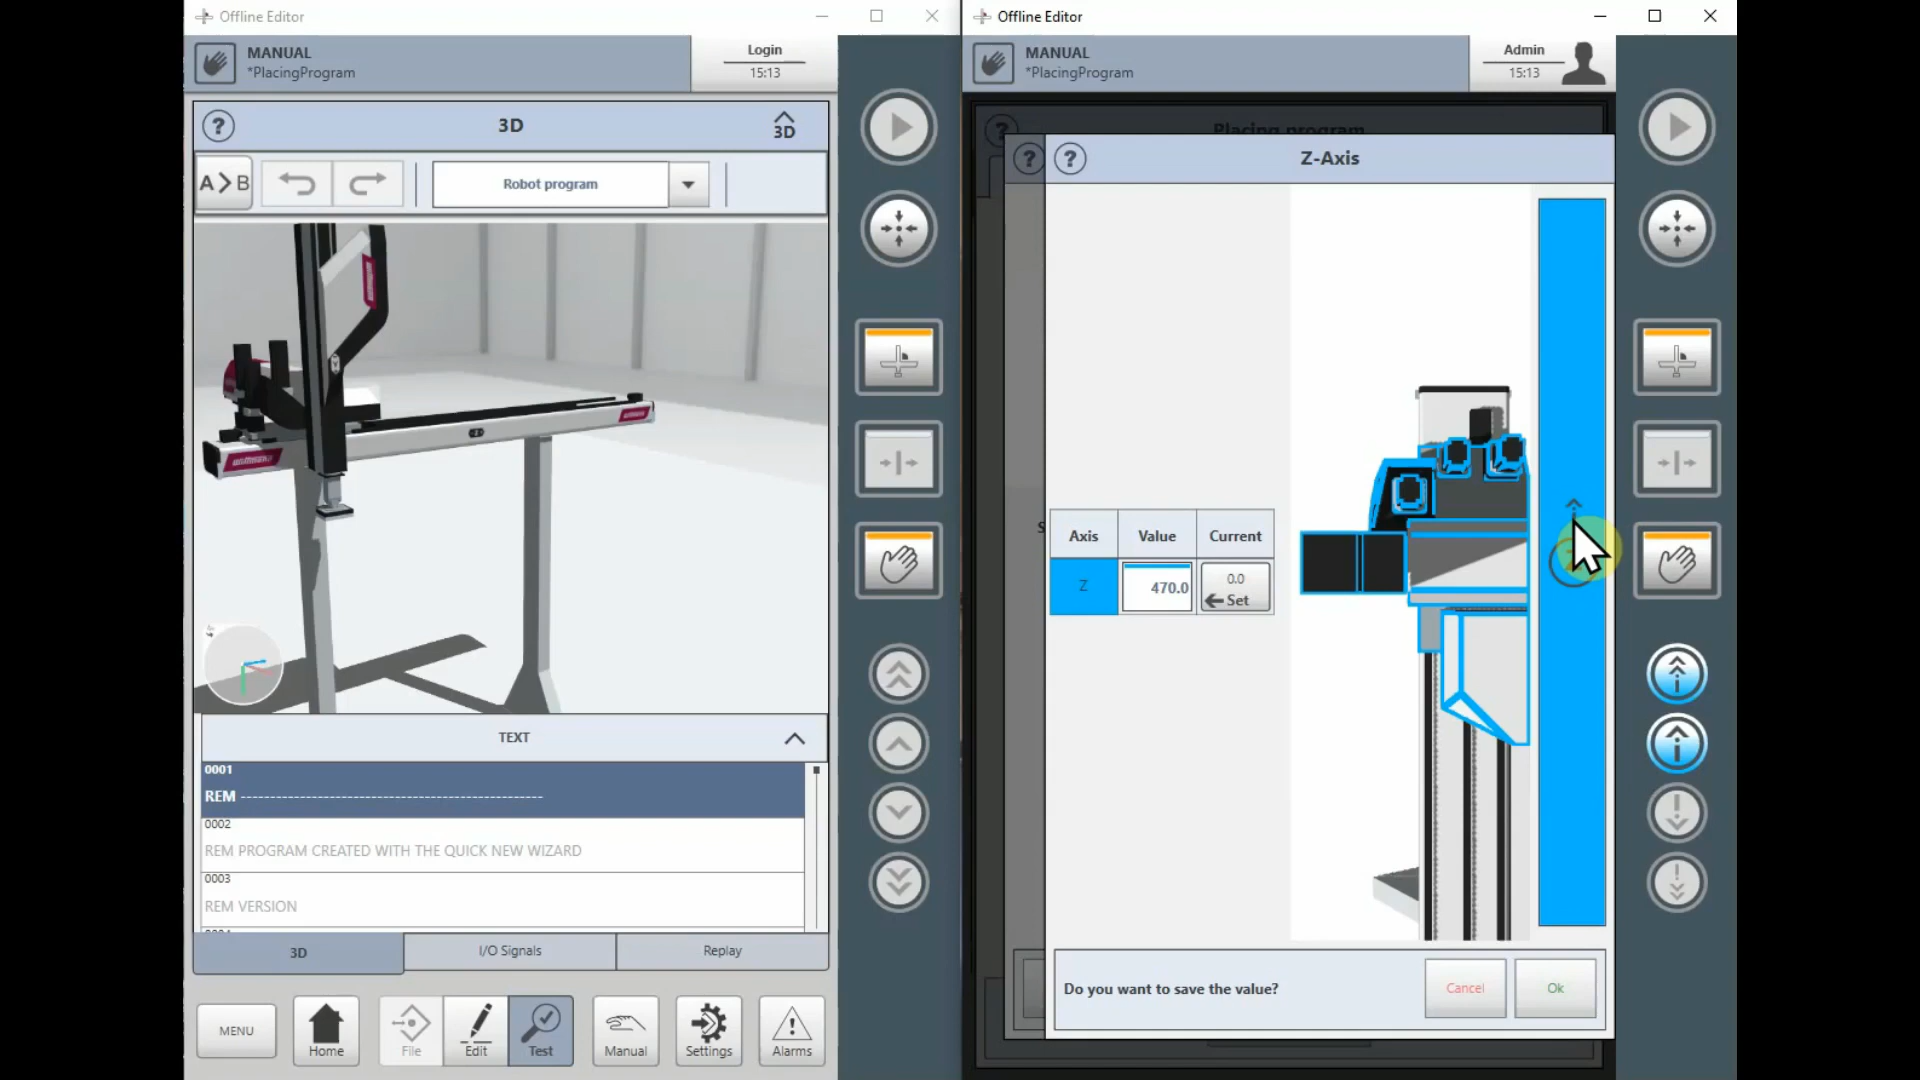 Offline Editor
MANUAL
*PlacingProgram
Login
15:13
?
3D
3D
A>B
Robot program
TEXT
0001
REM ----------------------------------------------------
0002
REM PROGRAM CREATED WITH THE QUICK NEW WIZARD
0003
REM VERSION
3D
I/O Signals
Replay
MENU
Home
File
Edit
Test
Manual
Settings
Alarms
Offline Editor
MANUAL
*PlacingProgram
Admin
15:13
?
Placing program
?
?
Z-Axis
Axis
Value
Current
Z
470.0
0.0
Set
Do you want to save the value?
Cancel
Ok